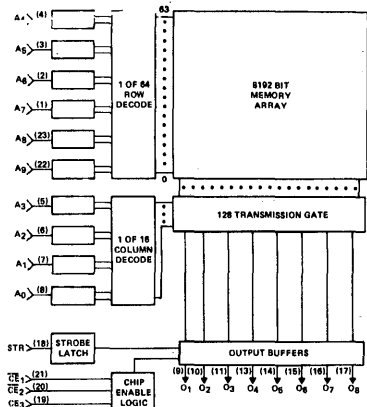 A4 (4)
63
A5 (3)
A6 (2)
1 OF 64
ROW
DECODE
8192 BIT
MEMORY
ARRAY
A7 (1)
A8 (23)
A9 (22)
0
A3 (5)
128 TRANSMISSION GATE
A2 (6)
1 OF 16
COLUMN
DECODE
A1 (7)
A0 (8)
STR (18)
STROBE
LATCH
OUTPUT BUFFERS
(9) (10) (11) (13) (14) (15) (16) (17)
O1 O2 O3 O4 O5 O6 O7 O8
CE1 (21)
CE2 (20)
CE3 (19)
CHIP
ENABLE
LOGIC